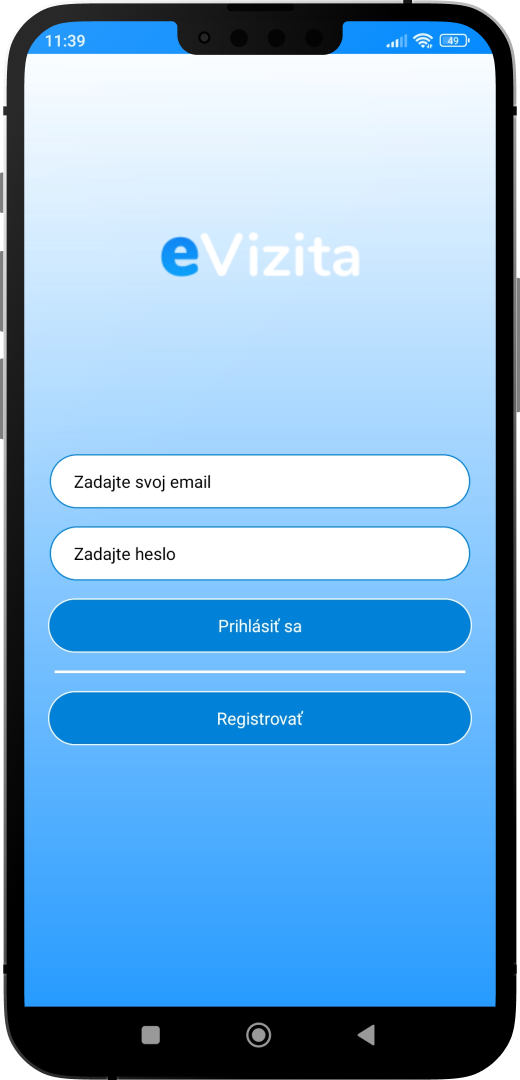 11:39
49
eVizita
Zadajte svoj email
Zadajte heslo
Prihlásiť sa
Registrovať